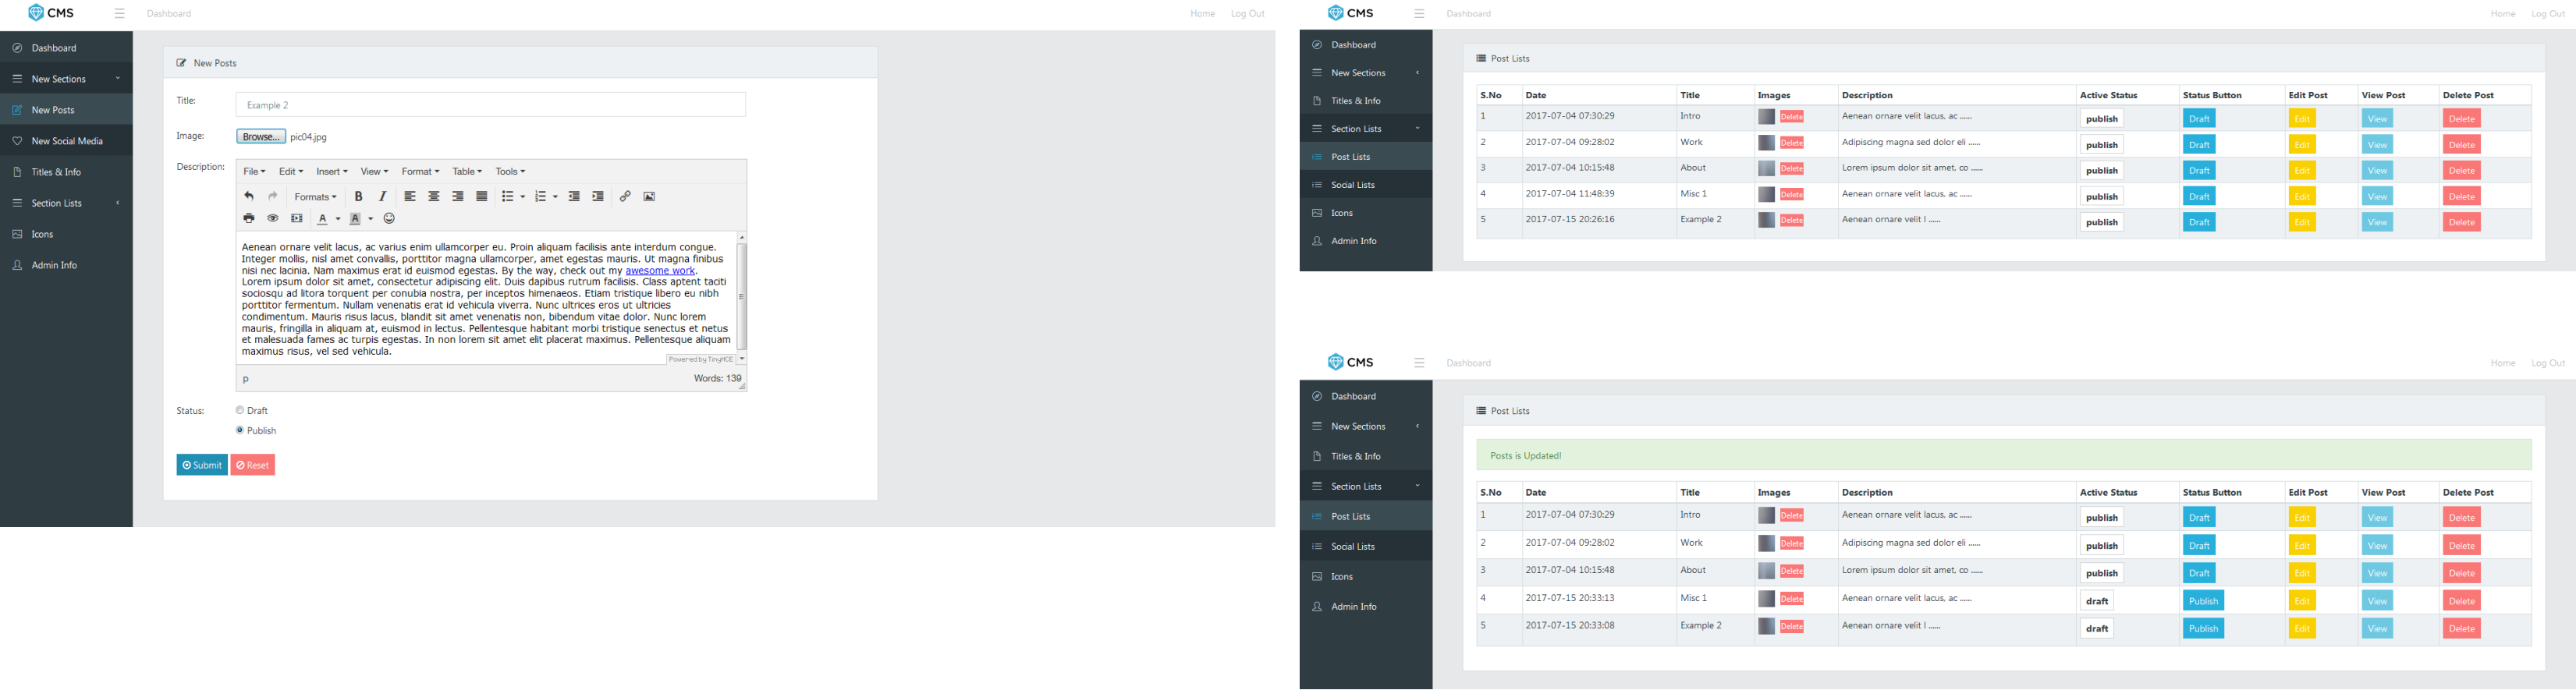 CMS Dashboard Home Log Out
Dashboard
New Sections
New Posts
New Social Media
Titles & Info
Section Lists
Icons
Admin Info
New Posts
Title: Example 2
Image: Browse... pic04.jpg
Description:
File Edit Insert View Format Table Tools
Formats B I
A A
Aenean ornare velit lacus, ac varius enim ullamcorper eu. Proin aliquam facilisis ante interdum congue.
Integer mollis, nisl amet convallis, porttitor magna ullamcorper, amet egestas mauris. Ut magna finibus
nisi nec lacinia. Nam maximus erat id euismod egestas. By the way, check out my awesome work.
Lorem ipsum dolor sit amet, consectetur adipiscing elit. Duis dapibus rutrum facilisis. Class aptent taciti
sociosqu ad litora torquent per conubia nostra, per inceptos himenaeos. Etiam tristique libero eu nibh
porttitor fermentum. Nullam venenatis erat id vehicula viverra. Nunc ultrices eros ut ultricies
condimentum. Mauris risus lacus, blandit sit amet venenatis non, bibendum vitae dolor. Nunc lorem
mauris, fringilla in aliquam at, euismod in lectus. Pellentesque habitant morbi tristique senectus et netus
et malesuada fames ac turpis egestas. In non lorem sit amet elit placerat maximus. Pellentesque aliquam
maximus risus, vel sed vehicula.
Powered by TinyMCE
p Words: 139
Status: Draft
Publish
Submit Reset
CMS Dashboard Home Log Out
Dashboard
New Sections
Titles & Info
Section Lists
Post Lists
Social Lists
Icons
Admin Info
Post Lists
S.No Date Title Images Description Active Status Status Button Edit Post View Post Delete Post
1 2017-07-04 07:30:29 Intro Delete Aenean ornare velit lacus, ac ...... publish Draft Edit View Delete
2 2017-07-04 09:28:02 Work Delete Adipiscing magna sed dolor eli ...... publish Draft Edit View Delete
3 2017-07-04 10:15:48 About Delete Lorem ipsum dolor sit amet, co ...... publish Draft Edit View Delete
4 2017-07-04 11:48:39 Misc 1 Delete Aenean ornare velit lacus, ac ...... publish Draft Edit View Delete
5 2017-07-15 20:26:16 Example 2 Delete Aenean ornare velit l ...... publish Draft Edit View Delete
CMS Dashboard Home Log Out
Dashboard
New Sections
Titles & Info
Section Lists
Post Lists
Social Lists
Icons
Admin Info
Post Lists
Posts is Updated!
S.No Date Title Images Description Active Status Status Button Edit Post View Post Delete Post
1 2017-07-04 07:30:29 Intro Delete Aenean ornare velit lacus, ac ...... publish Draft Edit View Delete
2 2017-07-04 09:28:02 Work Delete Adipiscing magna sed dolor eli ...... publish Draft Edit View Delete
3 2017-07-04 10:15:48 About Delete Lorem ipsum dolor sit amet, co ...... publish Draft Edit View Delete
4 2017-07-15 20:33:13 Misc 1 Delete Aenean ornare velit lacus, ac ...... draft Publish Edit View Delete
5 2017-07-15 20:33:08 Example 2 Delete Aenean ornare velit l ...... draft Publish Edit View Delete